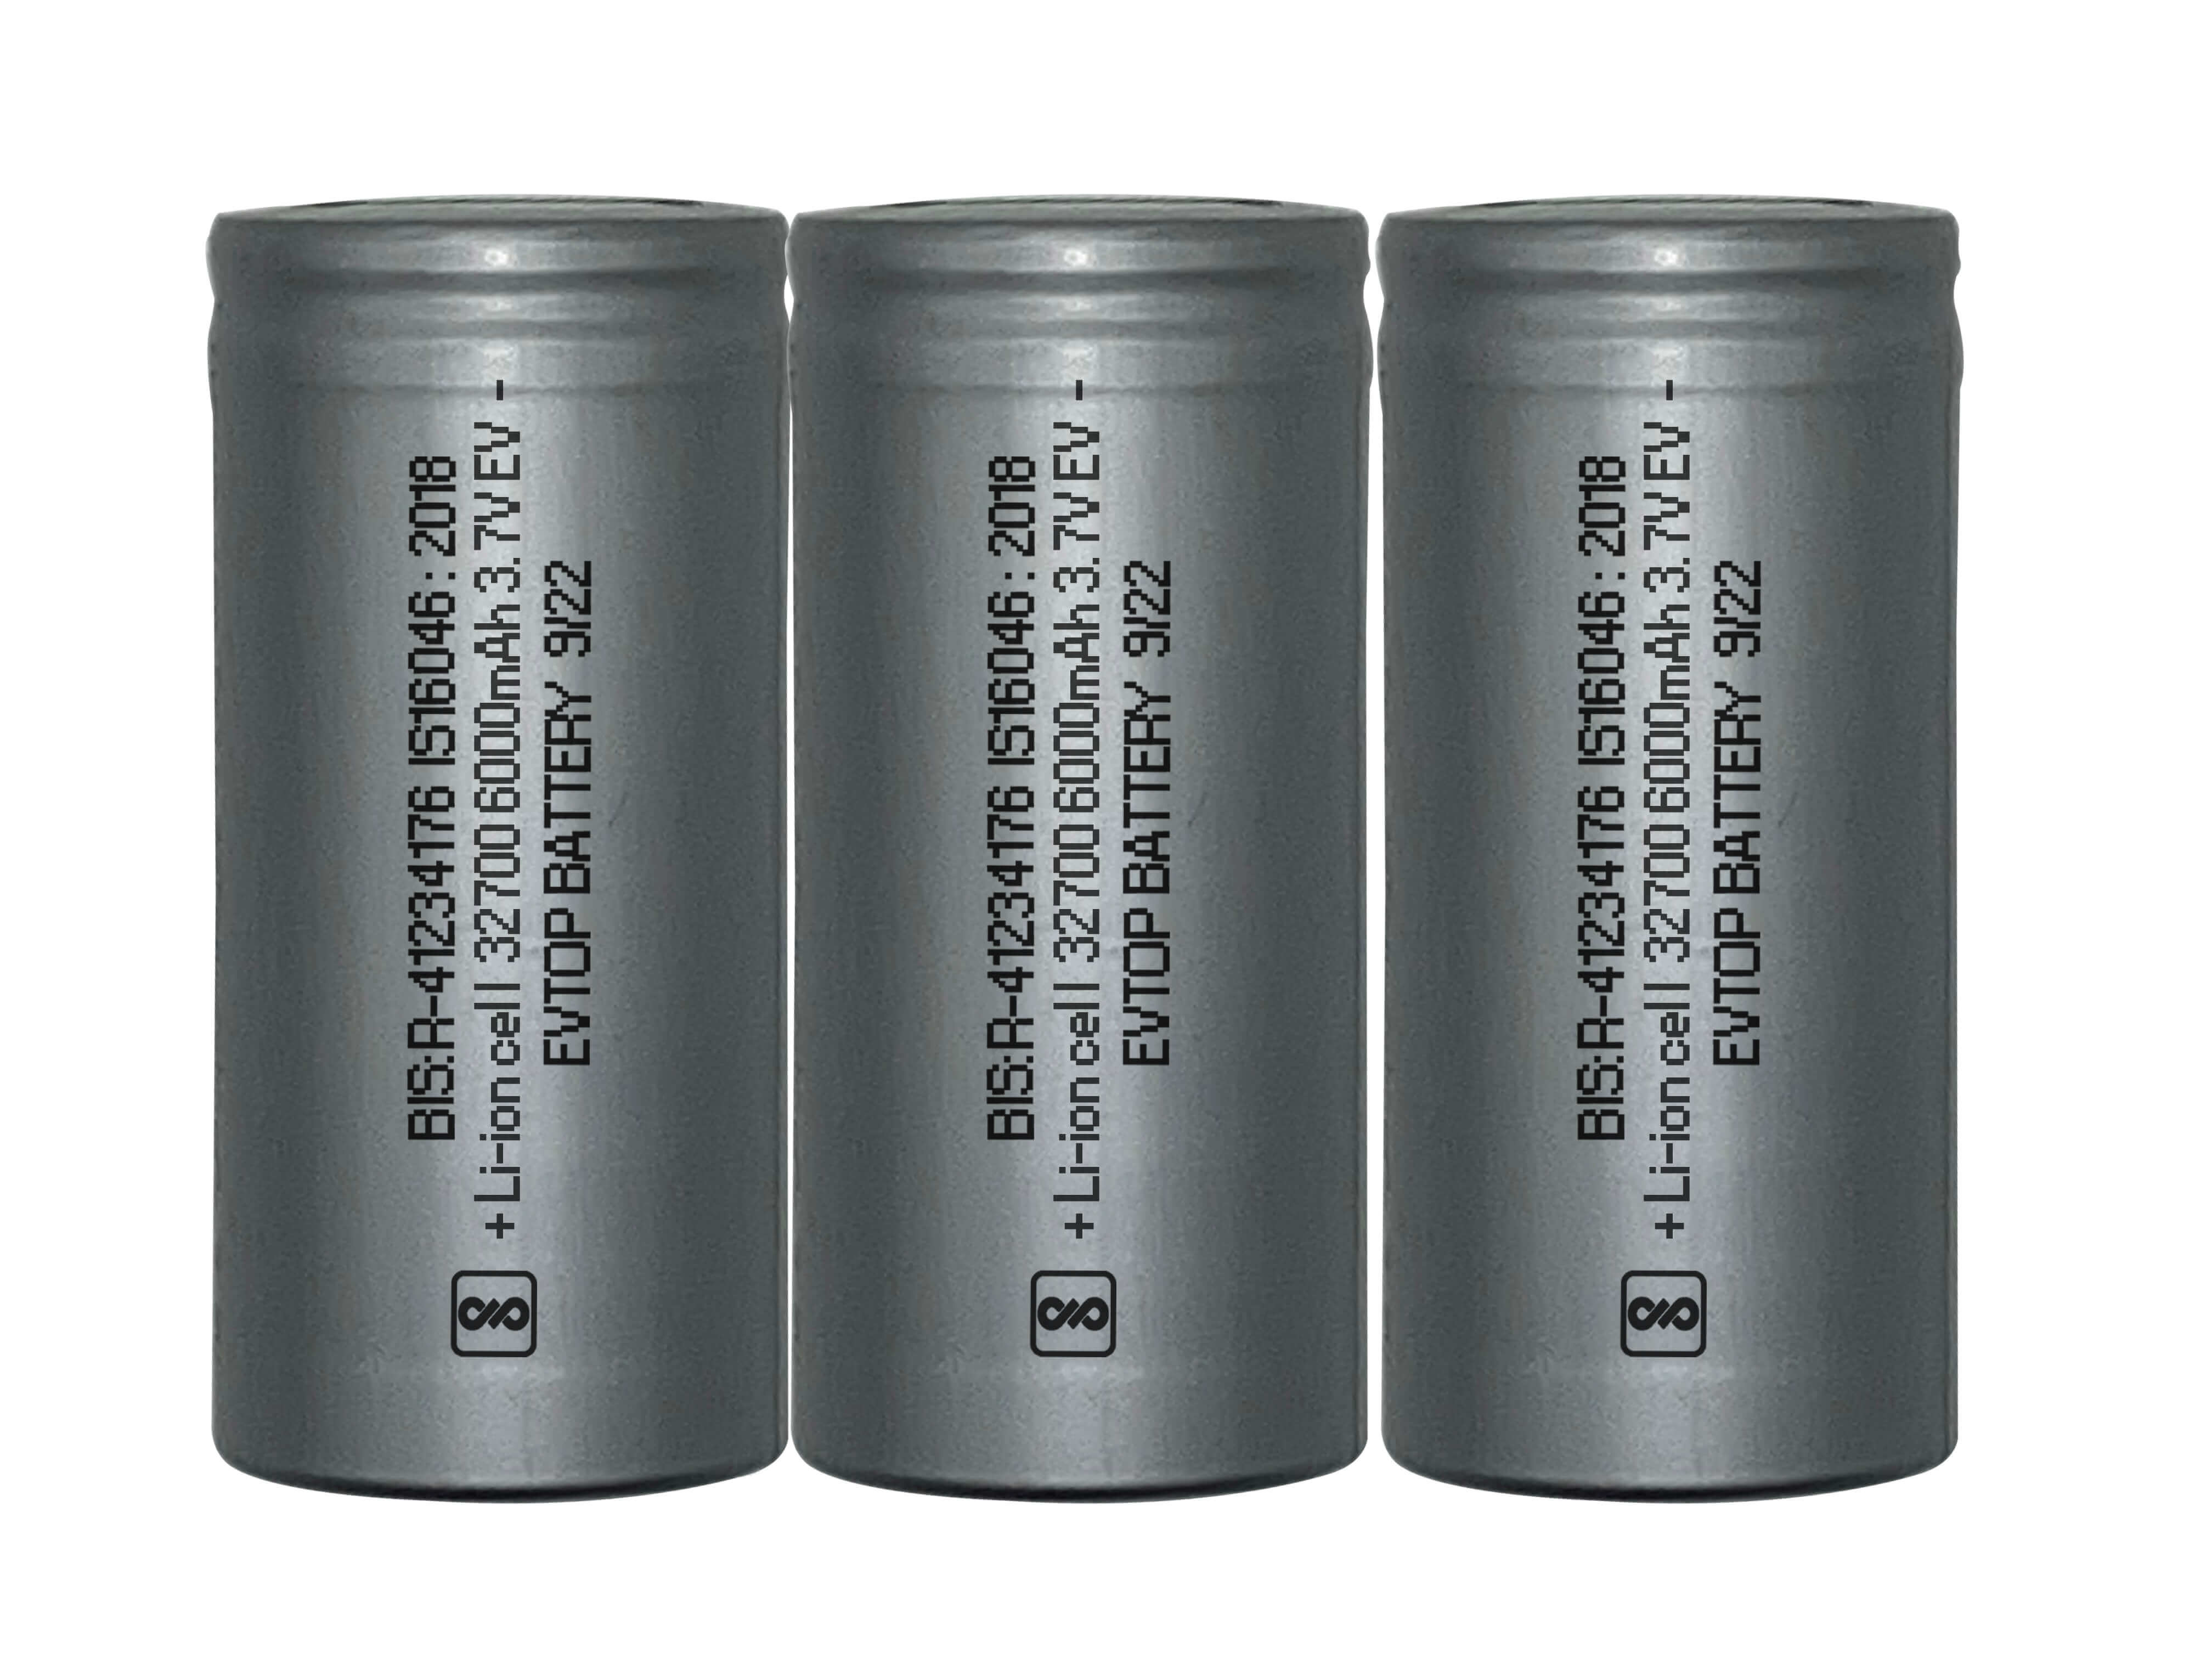 BIS:R-41234176 IS16046: 2018
+ Li-ion cell 32700 6000mAh 3.7V EV -
EVTOP BATTERY 9/22
BIS:R-41234176 IS16046: 2018
+ Li-ion cell 32700 6000mAh 3.7V EV -
EVTOP BATTERY 9/22
BIS:R-41234176 IS16046: 2018
+ Li-ion cell 32700 6000mAh 3.7V EV -
EVTOP BATTERY 9/22